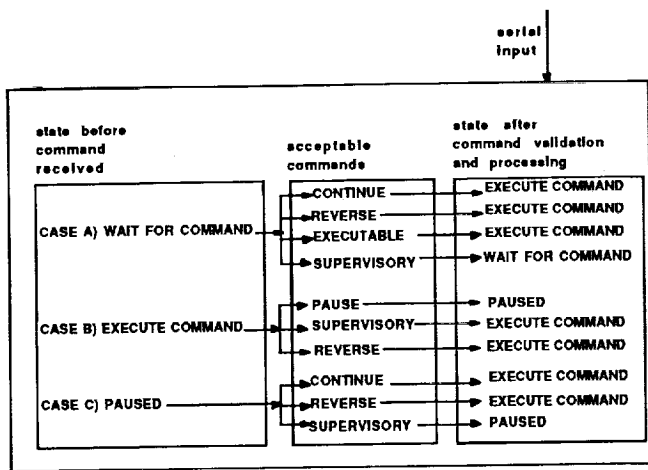 serial
input
state before
command
received
acceptable
commands
state after
command validation
and processing
CASE A) WAIT FOR COMMAND
CONTINUE
EXECUTE COMMAND
REVERSE
EXECUTE COMMAND
EXECUTABLE
EXECUTE COMMAND
SUPERVISORY
WAIT FOR COMMAND
CASE B) EXECUTE COMMAND
PAUSE
PAUSED
SUPERVISORY
EXECUTE COMMAND
REVERSE
EXECUTE COMMAND
CASE C) PAUSED
CONTINUE
EXECUTE COMMAND
REVERSE
EXECUTE COMMAND
SUPERVISORY
PAUSED